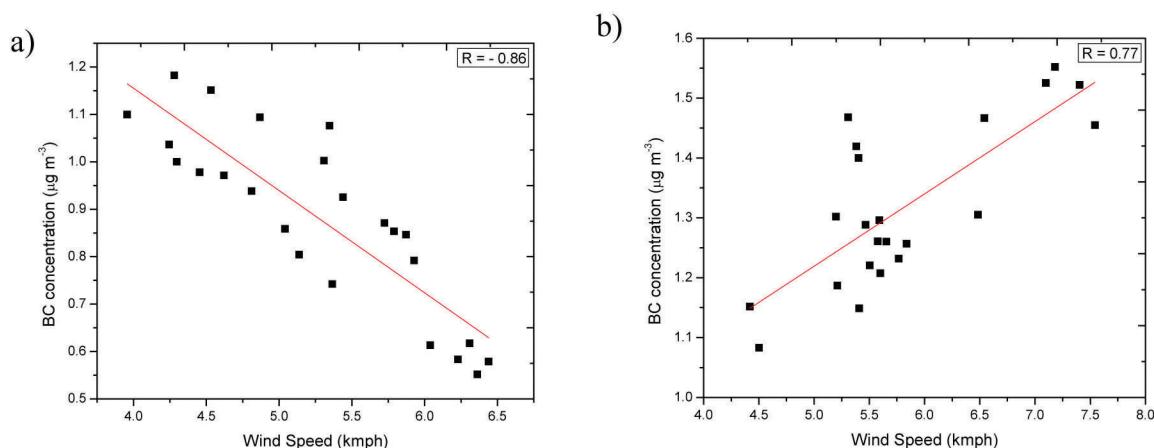 a)
R = - 0.86
1.2
1.1
1.0
0.9
0.8
0.7
0.6
0.5
BC concentration (μg m⁻³)
4.0 4.5 5.0 5.5 6.0 6.5
Wind Speed (kmph)
b)
R = 0.77
1.6
1.5
1.4
1.3
1.2
1.1
1.0
BC concentration (μg m⁻³)
4.0 4.5 5.0 5.5 6.0 6.5 7.0 7.5 8.0
Wind Speed (kmph)